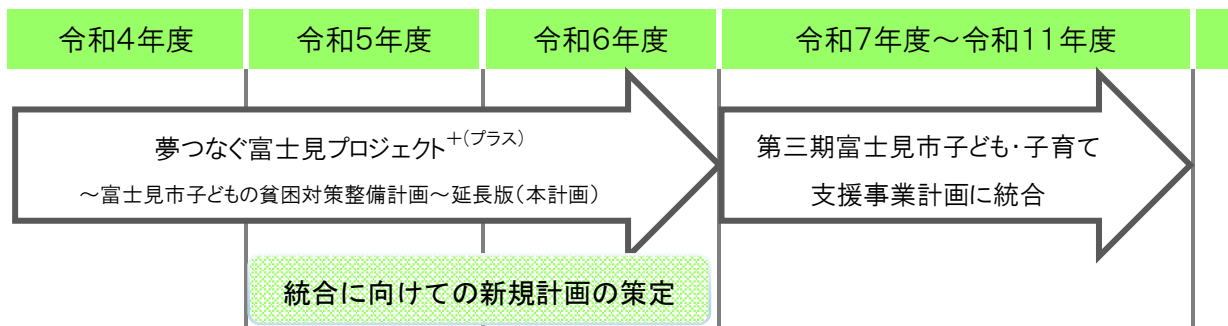 令和4年度
令和5年度
令和6年度
令和7年度～令和11年度
夢つなぐ富士見プロジェクト+(プラス)
～富士見市子どもの貧困対策整備計画～延長版(本計画)
第三期富士見市子ども・子育て
支援事業計画に統合
統合に向けての新規計画の策定